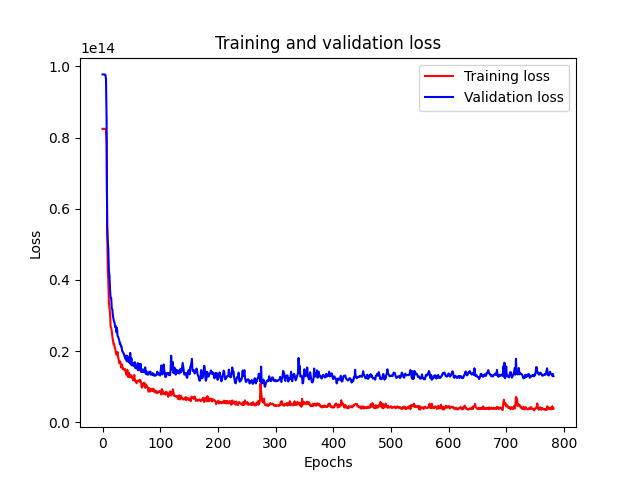 Training and validation loss
1e14
1.0
0.8
0.6
0.4
0.2
0.0
Loss
Training loss
Validation loss
0 100 200 300 400 500 600 700 800
Epochs